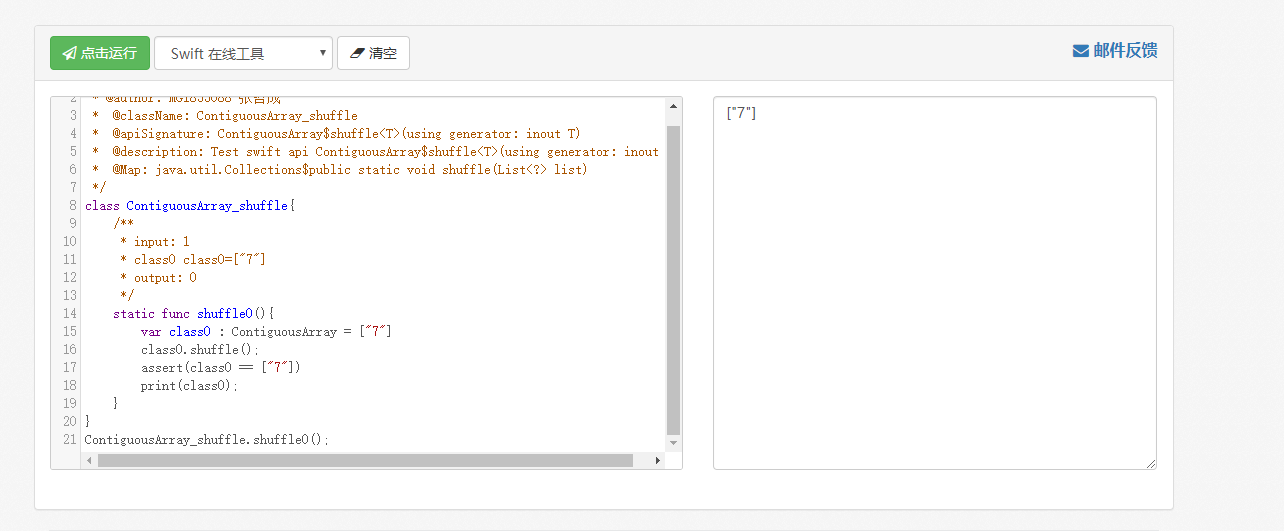 点击运行 Swift 在线工具 清空 邮件反馈
2 * @author: MG1833088 张哲成
3 * @className: ContiguousArray_shuffle
4 * @apiSignature: ContiguousArray$shuffle<T>(using generator: inout T)
5 * @description: Test swift api ContiguousArray$shuffle<T>(using generator: inout
6 * @Map: java.util.Collections$public static void shuffle(List<?> list)
7 */
8 class ContiguousArray_shuffle{
9 /**
10 * input: 1
11 * class0 class0=["7"]
12 * output: 0
13 */
14 static func shuffle0(){
15 var class0 : ContiguousArray = ["7"]
16 class0.shuffle();
17 assert(class0 == ["7"])
18 print(class0);
19 }
20 }
21 ContiguousArray_shuffle.shuffle0();
["7"]